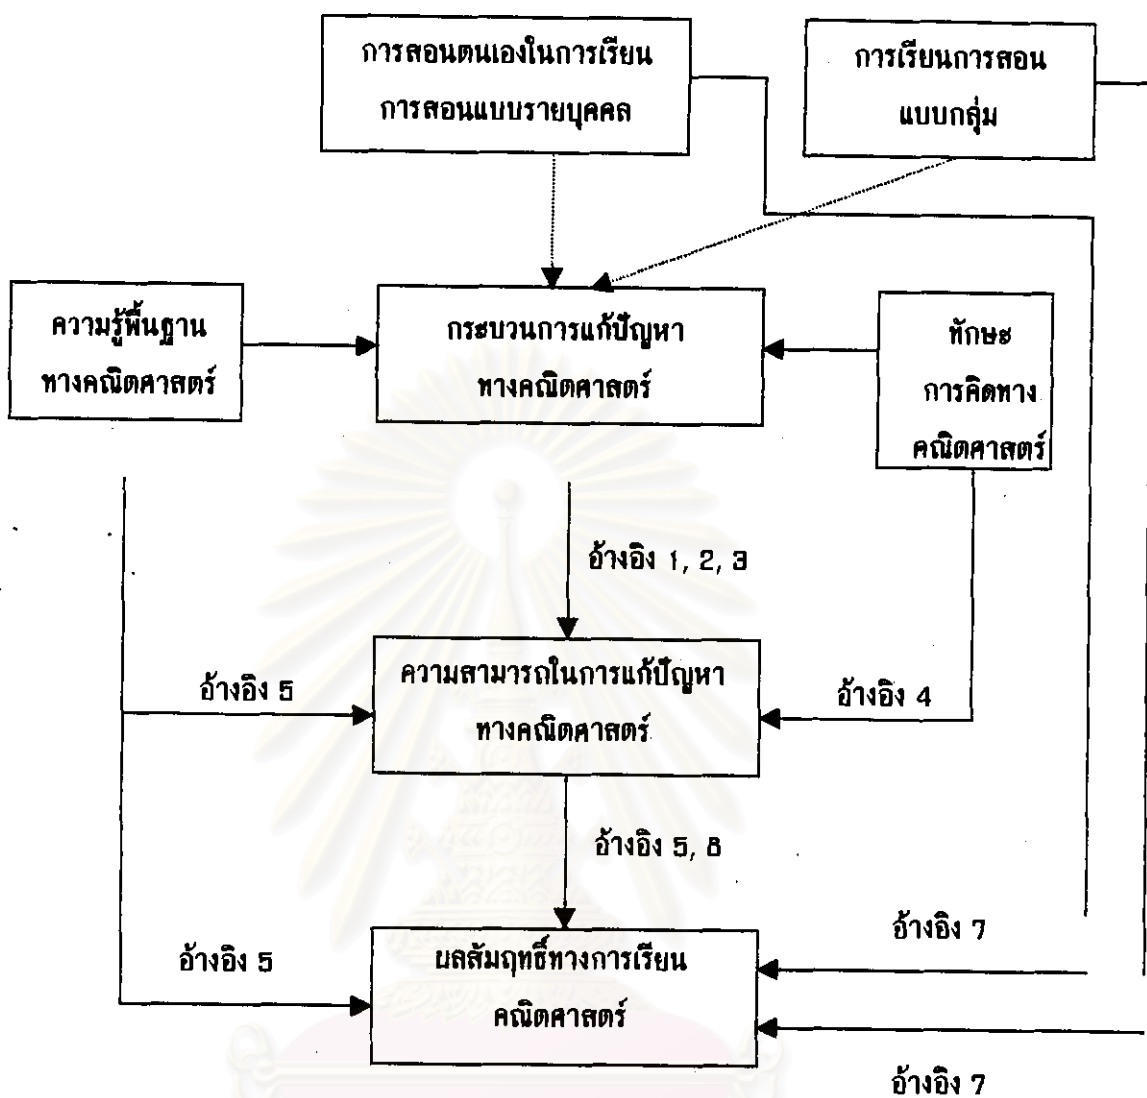 การสอนตนเองในการเรียน
การสอนแบบรายบุคคล
การเรียนการสอน
แบบกลุ่ม
ความรู้พื้นฐาน
ทางคณิตศาสตร์
กระบวนการแก้ปัญหา
ทางคณิตศาสตร์
ทักษะ
การคิดทาง
คณิตศาสตร์
อ้างอิง 1, 2, 3
อ้างอิง 5
ความสามารถในการแก้ปัญหา
ทางคณิตศาสตร์
อ้างอิง 4
อ้างอิง 5, 8
อ้างอิง 5
ผลสัมฤทธิ์ทางการเรียน
คณิตศาสตร์
อ้างอิง 7
อ้างอิง 7